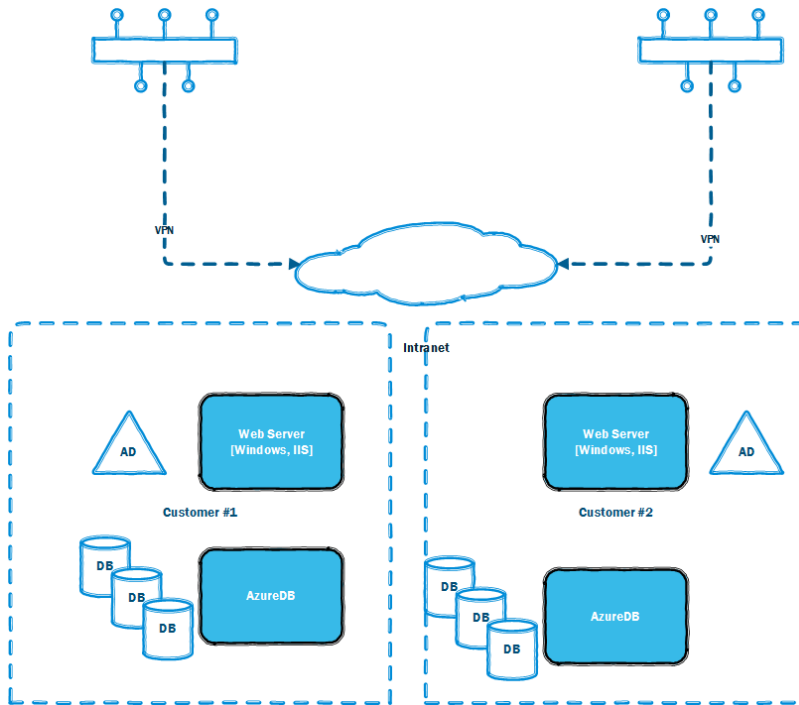 VPN
VPN
Intranet
Web Server
[Windows, IIS]
AD
Web Server
[Windows, IIS]
AD
Customer #1
Customer #2
DB
DB
DB
AzureDB
DB
DB
DB
AzureDB